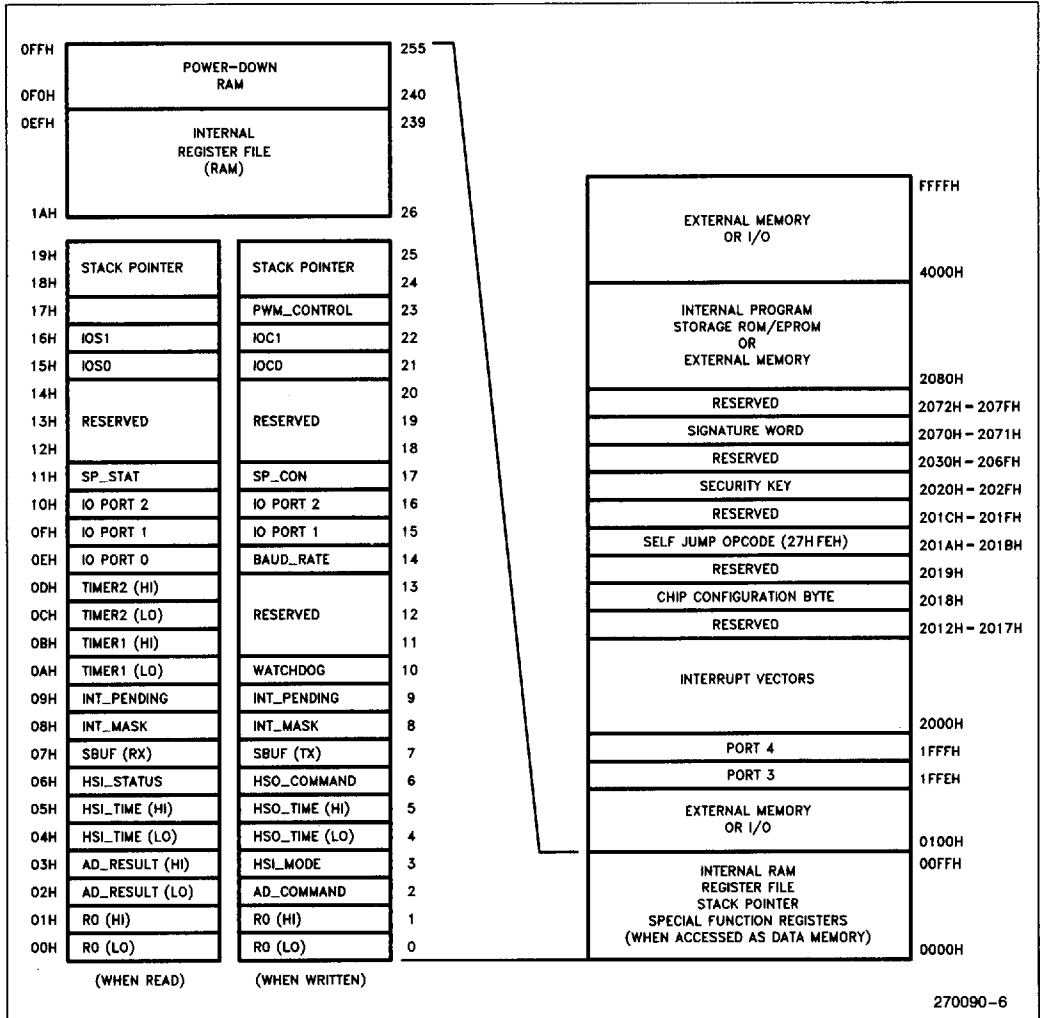 0FFH 255
POWER-DOWN
RAM
0F0H 240
0EFH 239
INTERNAL
REGISTER FILE
(RAM)
1AH 26
19H 25
STACK POINTER STACK POINTER
18H 24
17H PWM_CONTROL 23
16H IOS1 IOC1 22
15H IOS0 IOC0 21
14H 20
13H RESERVED RESERVED 19
12H 18
11H SP_STAT SP_CON 17
10H IO PORT 2 IO PORT 2 16
0FH IO PORT 1 IO PORT 1 15
0EH IO PORT 0 BAUD_RATE 14
0DH TIMER2 (HI) 13
0CH TIMER2 (LO) RESERVED 12
0BH TIMER1 (HI) 11
0AH TIMER1 (LO) WATCHDOG 10
09H INT_PENDING INT_PENDING 9
08H INT_MASK INT_MASK 8
07H SBUF (RX) SBUF (TX) 7
06H HSI_STATUS HSO_COMMAND 6
05H HSI_TIME (HI) HSO_TIME (HI) 5
04H HSI_TIME (LO) HSO_TIME (LO) 4
03H AD_RESULT (HI) HSI_MODE 3
02H AD_RESULT (LO) AD_COMMAND 2
01H R0 (HI) R0 (HI) 1
00H R0 (LO) R0 (LO) 0
(WHEN READ) (WHEN WRITTEN)
FFFFH
EXTERNAL MEMORY
OR I/O
4000H
INTERNAL PROGRAM
STORAGE ROM/EPROM
OR
EXTERNAL MEMORY
2080H
RESERVED 2072H-207FH
SIGNATURE WORD 2070H-2071H
RESERVED 2030H-206FH
SECURITY KEY 2020H-202FH
RESERVED 201CH-201FH
SELF JUMP OPCODE (27H FEH) 201AH-201BH
RESERVED 2019H
CHIP CONFIGURATION BYTE 2018H
RESERVED 2012H-2017H
INTERRUPT VECTORS
2000H
PORT 4 1FFFH
PORT 3 1FFEH
EXTERNAL MEMORY
OR I/O
0100H
00FFH
INTERNAL RAM
REGISTER FILE
STACK POINTER
SPECIAL FUNCTION REGISTERS
(WHEN ACCESSED AS DATA MEMORY)
0000H
270090-6